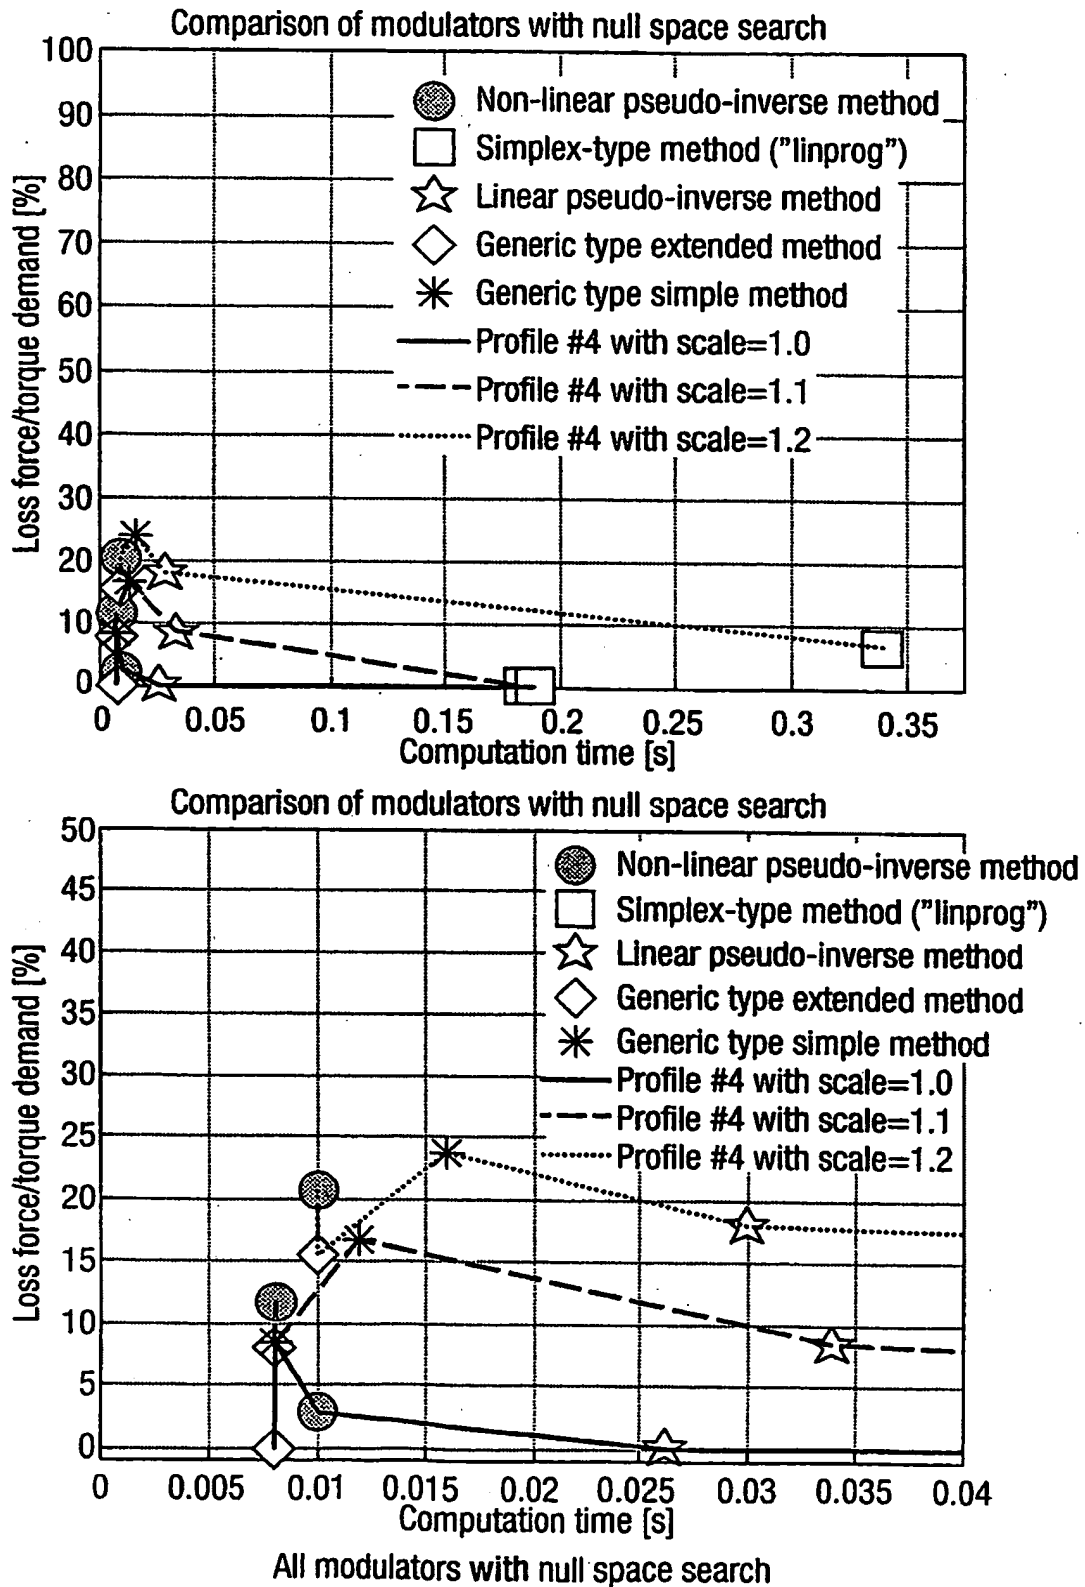 Comparison of modulators with null space search
100
90
80
70
60
50
40
30
20
10
0
Loss force/torque demand [%]
Non-linear pseudo-inverse method
Simplex-type method ("linprog")
Linear pseudo-inverse method
Generic type extended method
Generic type simple method
Profile #4 with scale=1.0
Profile #4 with scale=1.1
Profile #4 with scale=1.2
0 0.05 0.1 0.15 0.2 0.25 0.3 0.35
Computation time [s]
Comparison of modulators with null space search
50
45
40
35
30
25
20
15
10
5
0
Loss force/torque demand [%]
Non-linear pseudo-inverse method
Simplex-type method ("linprog")
Linear pseudo-inverse method
Generic type extended method
Generic type simple method
Profile #4 with scale=1.0
Profile #4 with scale=1.1
Profile #4 with scale=1.2
0 0.005 0.01 0.015 0.02 0.025 0.03 0.035 0.04
Computation time [s]
All modulators with null space search